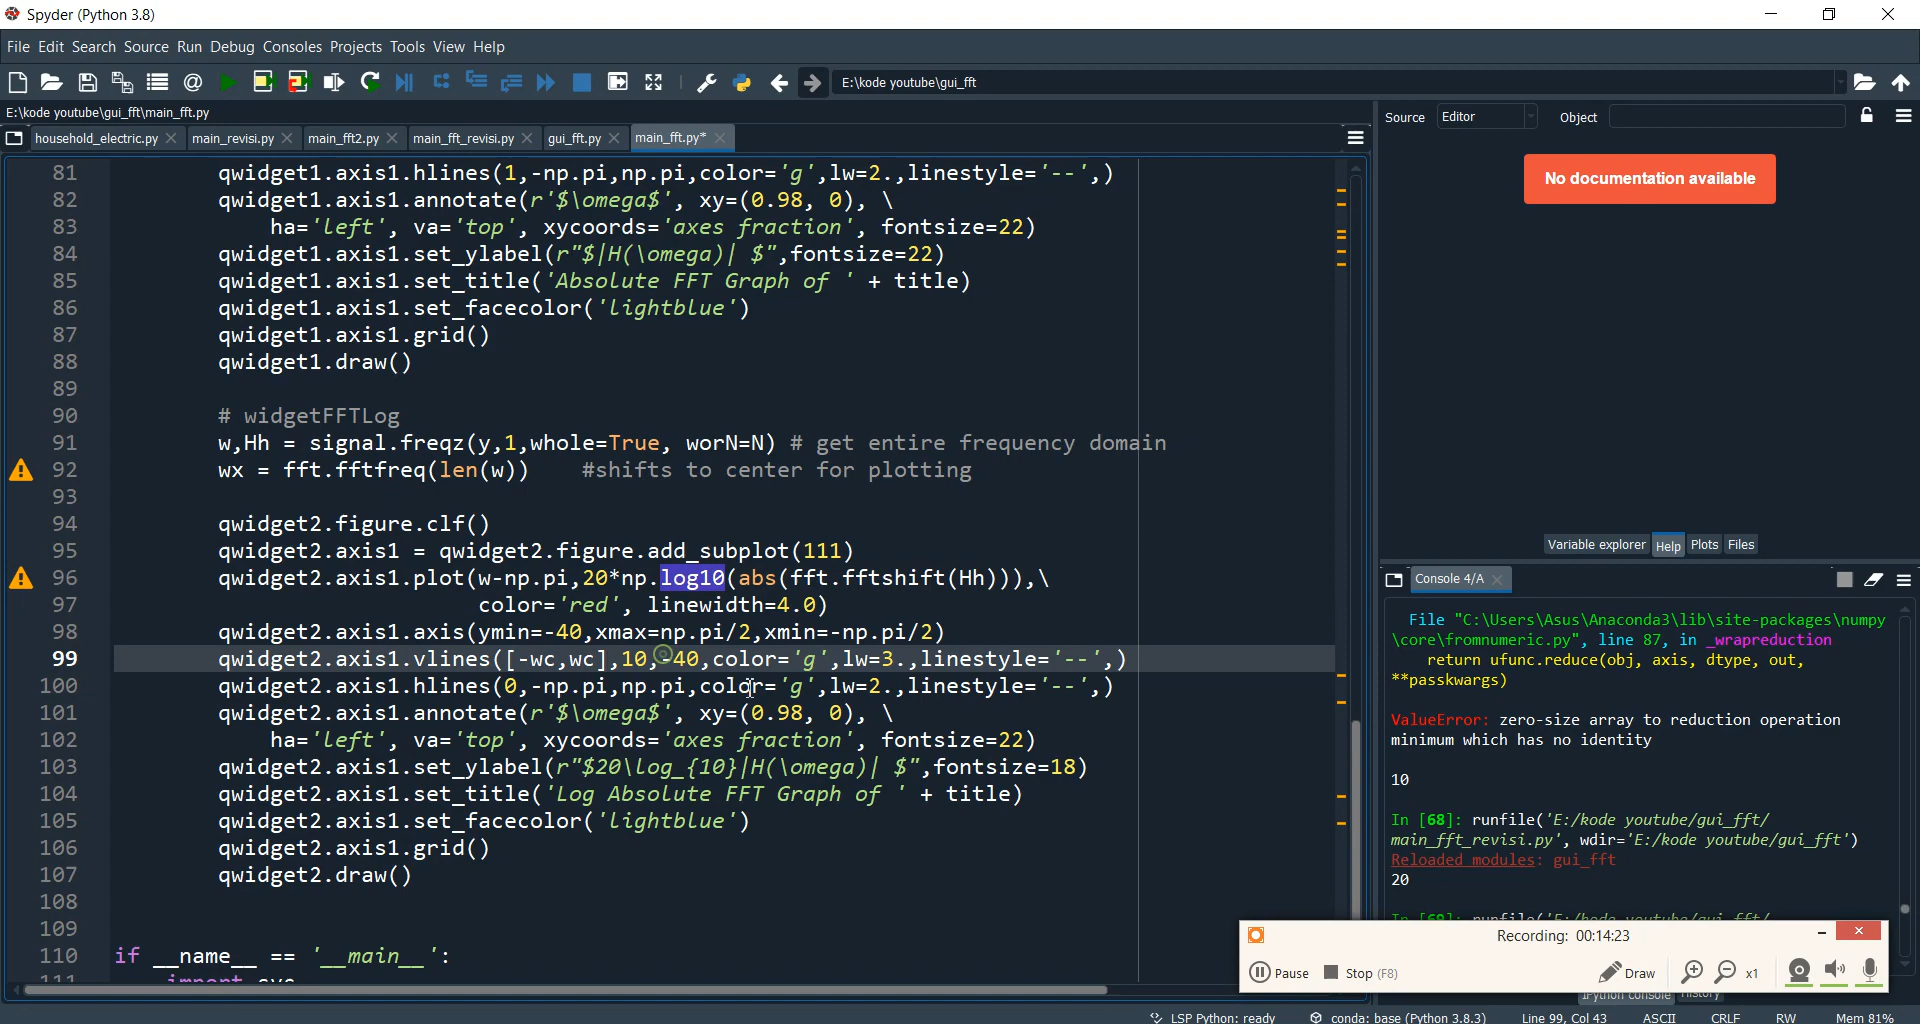 Spyder (Python 3.8)
File Edit Search Source Run Debug Consoles Projects Tools View Help
E:\kode youtube\gui_fft
E:\kode youtube\gui_fft\main_fft.py
household_electric.py main_revisi.py main_fft2.py main_fft_revisi.py gui_fft.py main_fft.py*
81 qwidget1.axis1.hlines(1,-np.pi,np.pi,color='g',lw=2.,linestyle='--',)
82 qwidget1.axis1.annotate(r'$\omega$', xy=(0.98, 0), \
83 ha='left', va='top', xycoords='axes fraction', fontsize=22)
84 qwidget1.axis1.set_ylabel(r"$|H(\omega)| $",fontsize=22)
85 qwidget1.axis1.set_title('Absolute FFT Graph of ' + title)
86 qwidget1.axis1.set_facecolor('lightblue')
87 qwidget1.axis1.grid()
88 qwidget1.draw()
89
90 # widgetFFTLog
91 w,Hh = signal.freqz(y,1,whole=True, worN=N) # get entire frequency domain
92 wx = fft.fftfreq(len(w)) #shifts to center for plotting
93
94 qwidget2.figure.clf()
95 qwidget2.axis1 = qwidget2.figure.add_subplot(111)
96 qwidget2.axis1.plot(w-np.pi,20*np.log10(abs(fft.fftshift(Hh))),\
97 color='red', linewidth=4.0)
98 qwidget2.axis1.axis(ymin=-40,xmax=np.pi/2,xmin=-np.pi/2)
99 qwidget2.axis1.vlines([-wc,wc],10,-40,color='g',lw=3.,linestyle='--',)
100 qwidget2.axis1.hlines(0,-np.pi,np.pi,color='g',lw=2.,linestyle='--',)
101 qwidget2.axis1.annotate(r'$\omega$', xy=(0.98, 0), \
102 ha='left', va='top', xycoords='axes fraction', fontsize=22)
103 qwidget2.axis1.set_ylabel(r"$20\log_{10}|H(\omega)| $",fontsize=18)
104 qwidget2.axis1.set_title('Log Absolute FFT Graph of ' + title)
105 qwidget2.axis1.set_facecolor('lightblue')
106 qwidget2.axis1.grid()
107 qwidget2.draw()
108
109
110 if __name__ == '__main__':
111 import sys
Source Editor Object
No documentation available
Variable explorer Help Plots Files
Console 4/A
File "C:\Users\Asus\Anaconda3\lib\site-packages\numpy
\core\fromnumeric.py", line 87, in _wrapreduction
return ufunc.reduce(obj, axis, dtype, out,
**passkwargs)
ValueError: zero-size array to reduction operation
minimum which has no identity
10
In [68]: runfile('E:/kode youtube/gui_fft/
main_fft_revisi.py', wdir='E:/kode youtube/gui_fft')
Reloaded modules: gui_fft
20
In [69]: runfile('E:/kode youtube/gui_fft/
Recording: 00:14:23
Pause Stop (F8) Draw x1
IPython console History
LSP Python: ready conda: base (Python 3.8.3) Line 99, Col 43 ASCII CRLF RW Mem 81%